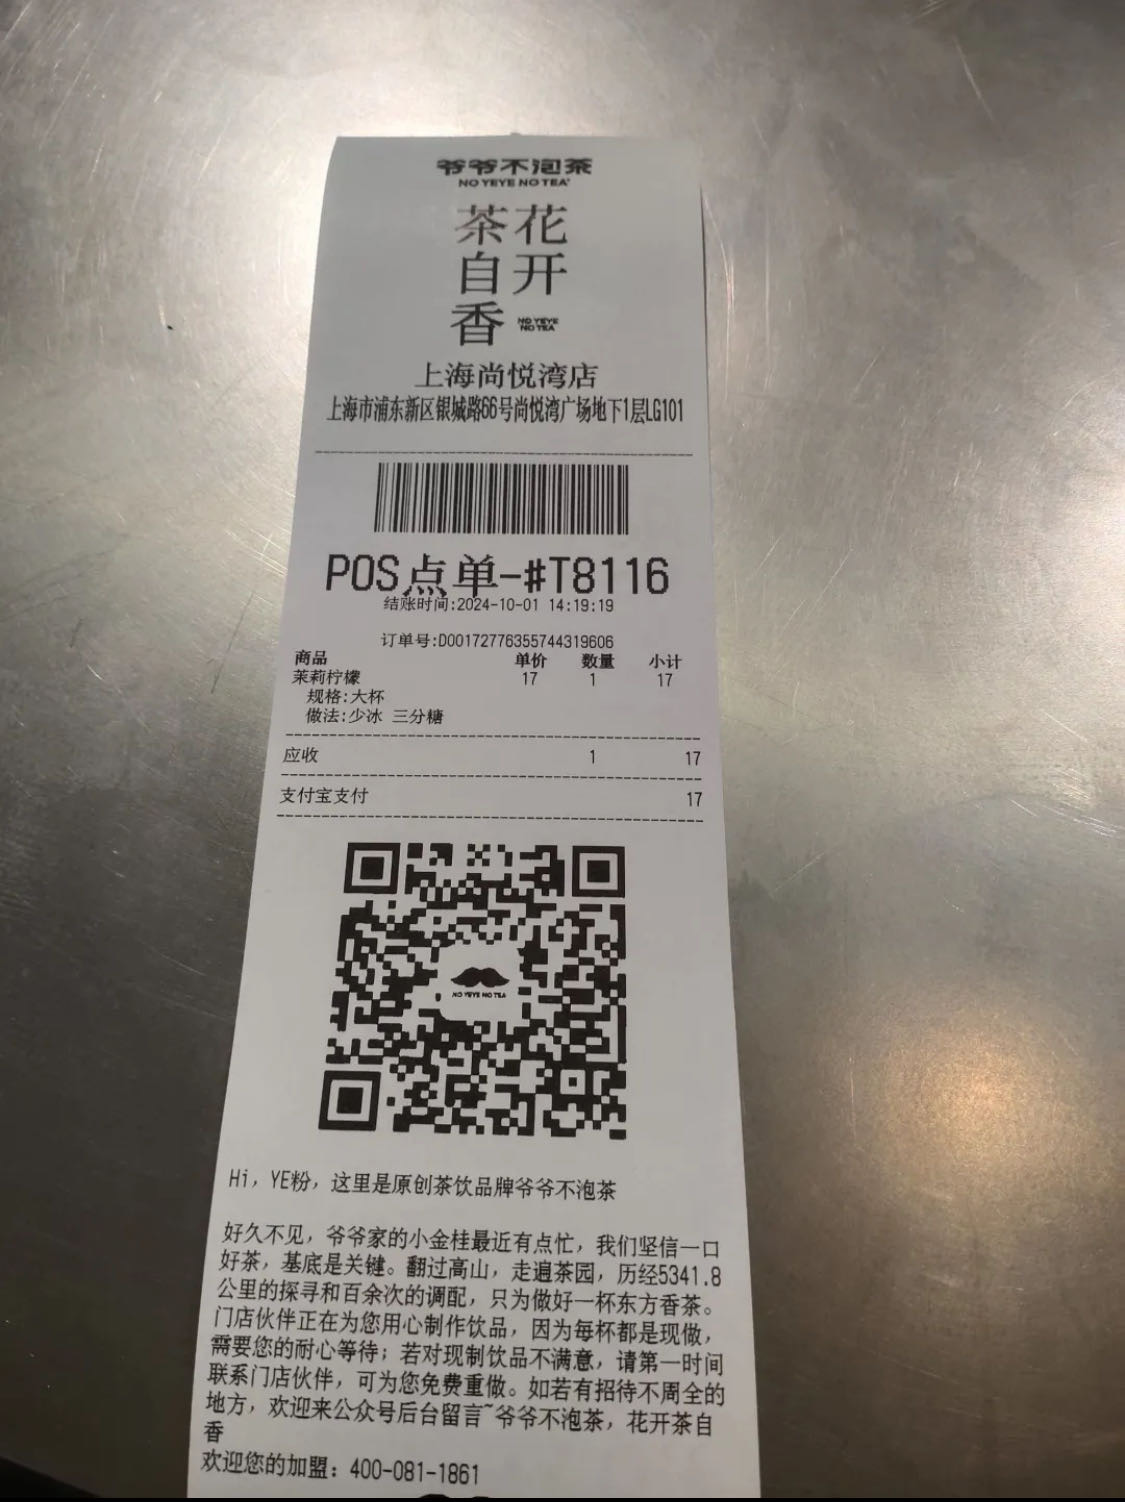 爷爷不泡茶
NO YEYE NO TEA
花开
茶自香
NO YEYE
NO TEA
上海尚悦湾店
上海市浦东新区银城路66号尚悦湾广场地下1层LG101
POS点单-#T8116
结账时间:2024-10-01 14:19:19
订单号:D001727763557443196​06
商品 单价 数量 小计
茉莉柠檬 17 1 17
规格:大杯
做法:少冰 三分糖
应收 1 17
支付宝支付 17
NO YEYE NO TEA
Hi，YE粉，这里是原创茶饮品牌爷爷不泡茶
好久不见，爷爷家的小金桂最近有点忙，我们坚信一口
好茶，基底是关键。翻过高山，走遍茶园，历经5341.8
公里的探寻和百余次的调配，只为做好一杯东方香茶。
门店伙伴正在为您用心制作饮品，因为每杯都是现做，
需要您的耐心等待；若对现制饮品不满意，请第一时间
联系门店伙伴，可为您免费重做。如若有招待不周全的
地方，欢迎来公众号后台留言~爷爷不泡茶，花开茶自
香
欢迎您的加盟：400-081-1861